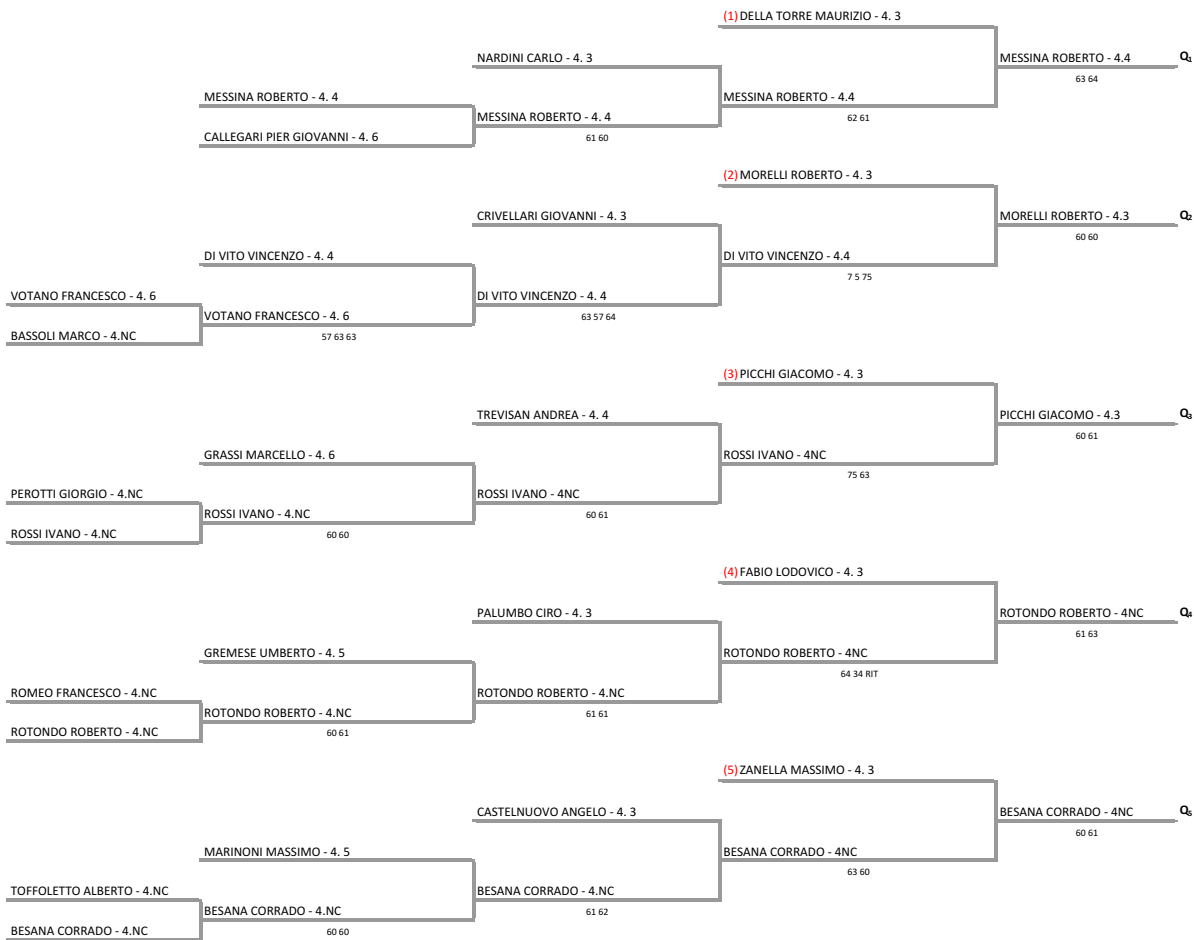 (1) DELLA TORRE MAURIZIO - 4. 3
NARDINI CARLO - 4. 3
MESSINA ROBERTO - 4.4
Q1
63 64
MESSINA ROBERTO - 4. 4
MESSINA ROBERTO - 4.4
MESSINA ROBERTO - 4. 4
62 61
CALLEGARI PIER GIOVANNI - 4. 6
61 60
(2) MORELLI ROBERTO - 4. 3
CRIVELLARI GIOVANNI - 4. 3
MORELLI ROBERTO - 4.3
Q2
60 60
DI VITO VINCENZO - 4. 4
DI VITO VINCENZO - 4.4
7 5 75
VOTANO FRANCESCO - 4. 6
DI VITO VINCENZO - 4. 4
VOTANO FRANCESCO - 4. 6
63 57 64
BASSOLI MARCO - 4.NC
57 63 63
(3) PICCHI GIACOMO - 4. 3
TREVISAN ANDREA - 4. 4
PICCHI GIACOMO - 4.3
Q3
60 61
GRASSI MARCELLO - 4. 6
ROSSI IVANO - 4NC
75 63
PEROTTI GIORGIO - 4.NC
ROSSI IVANO - 4NC
ROSSI IVANO - 4.NC
60 61
ROSSI IVANO - 4.NC
60 60
(4) FABIO LODOVICO - 4. 3
PALUMBO CIRO - 4. 3
ROTONDO ROBERTO - 4NC
Q4
61 63
GREMESE UMBERTO - 4. 5
ROTONDO ROBERTO - 4NC
64 34 RIT
ROMEO FRANCESCO - 4.NC
ROTONDO ROBERTO - 4.NC
ROTONDO ROBERTO - 4.NC
61 61
ROTONDO ROBERTO - 4.NC
60 61
(5) ZANELLA MASSIMO - 4. 3
CASTELNUOVO ANGELO - 4. 3
BESANA CORRADO - 4NC
Q5
60 61
MARINONI MASSIMO - 4. 5
BESANA CORRADO - 4NC
63 60
TOFFOLETTO ALBERTO - 4.NC
BESANA CORRADO - 4.NC
BESANA CORRADO - 4.NC
61 62
BESANA CORRADO - 4.NC
60 60